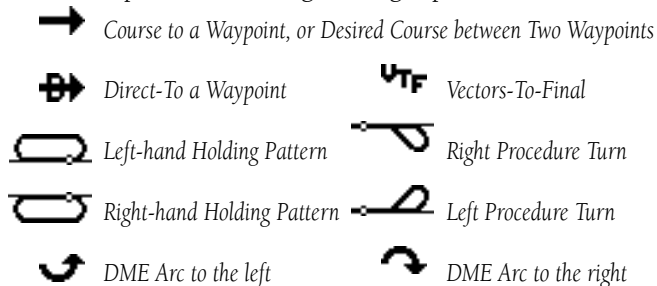 Course to a Waypoint, or Desired Course between Two Waypoints
Direct-To a Waypoint
VTF Vectors-To-Final
Left-hand Holding Pattern
Right Procedure Turn
Right-hand Holding Pattern
Left Procedure Turn
DME Arc to the left
DME Arc to the right